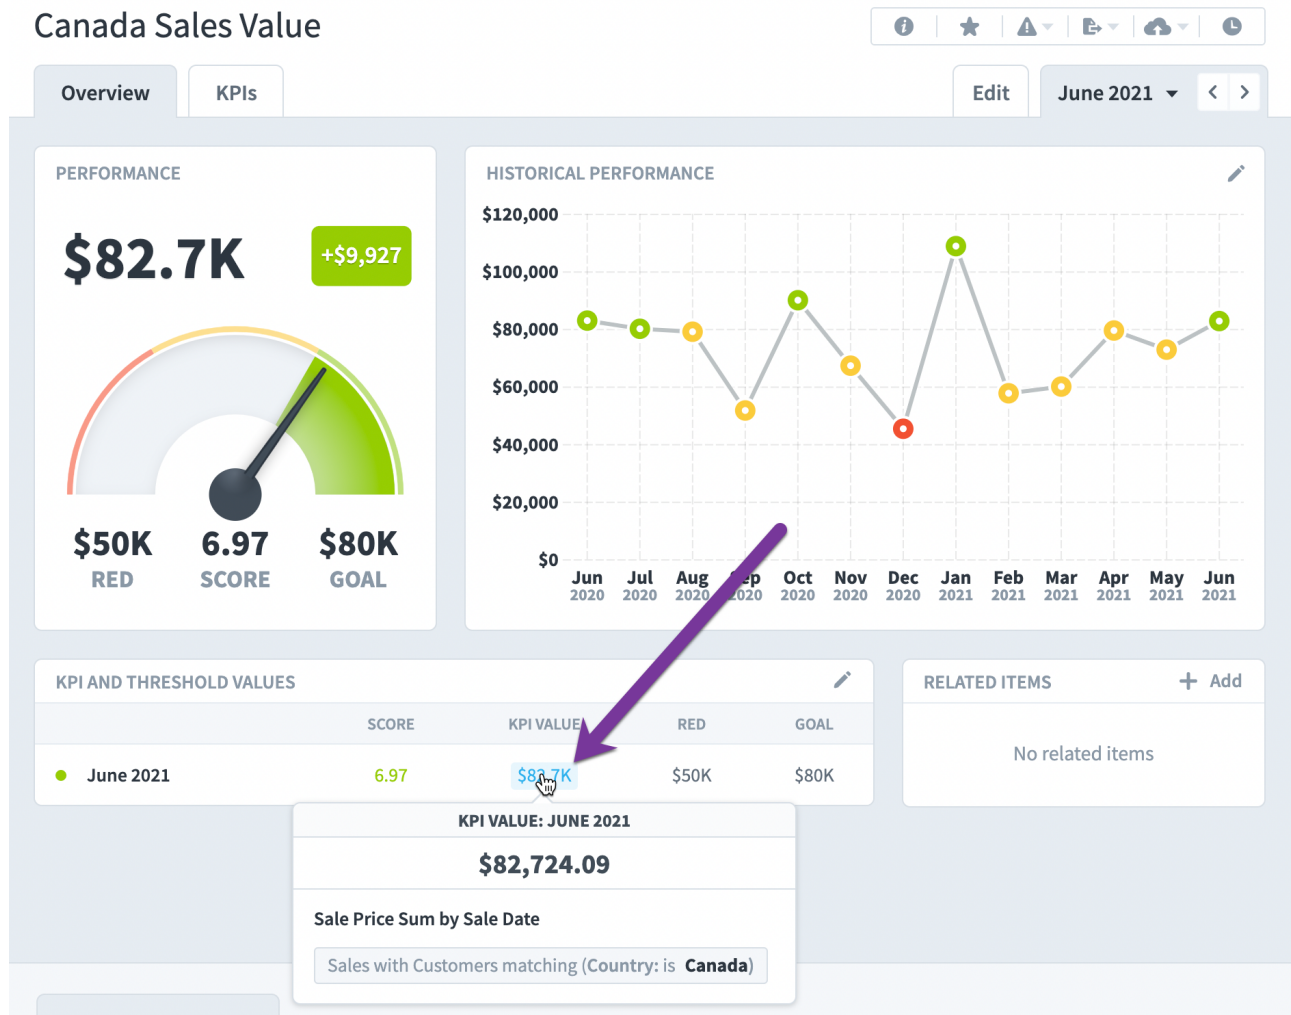 Canada Sales Value
Overview
KPIs
Edit
June 2021
PERFORMANCE
$82.7K
+$9,927
$50K
6.97
$80K
RED
SCORE
GOAL
HISTORICAL PERFORMANCE
$120,000
$100,000
$80,000
$60,000
$40,000
$20,000
$0
Jun Jul Aug Oct Nov Dec Jan Feb Mar Apr May Jun
2020 2020 2020 2020 2020 2020 2020 2021 2021 2021 2021 2021 2021
KPI AND THRESHOLD VALUES
SCORE KPI VALUE RED GOAL
June 2021 6.97 $82.7K $50K $80K
RELATED ITEMS
Add
No related items
KPI VALUE: JUNE 2021
$82,724.09
Sale Price Sum by Sale Date
Sales with Customers matching (Country: is Canada)